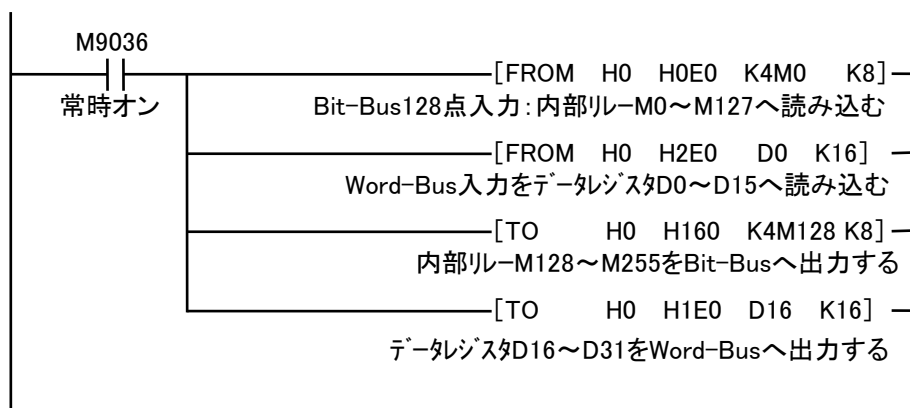 M9036
[FROM H0 H0E0 K4M0 K8]
常時オン
Bit-Bus128点入力:内部リレーM0～M127へ読み込む
[FROM H0 H2E0 D0 K16]
Word-Bus入力をデータレジスタD0～D15へ読み込む
[TO H0 H160 K4M128 K8]
内部リレーM128～M255をBit-Busへ出力する
[TO H0 H1E0 D16 K16]
データレジスタD16～D31をWord-Busへ出力する